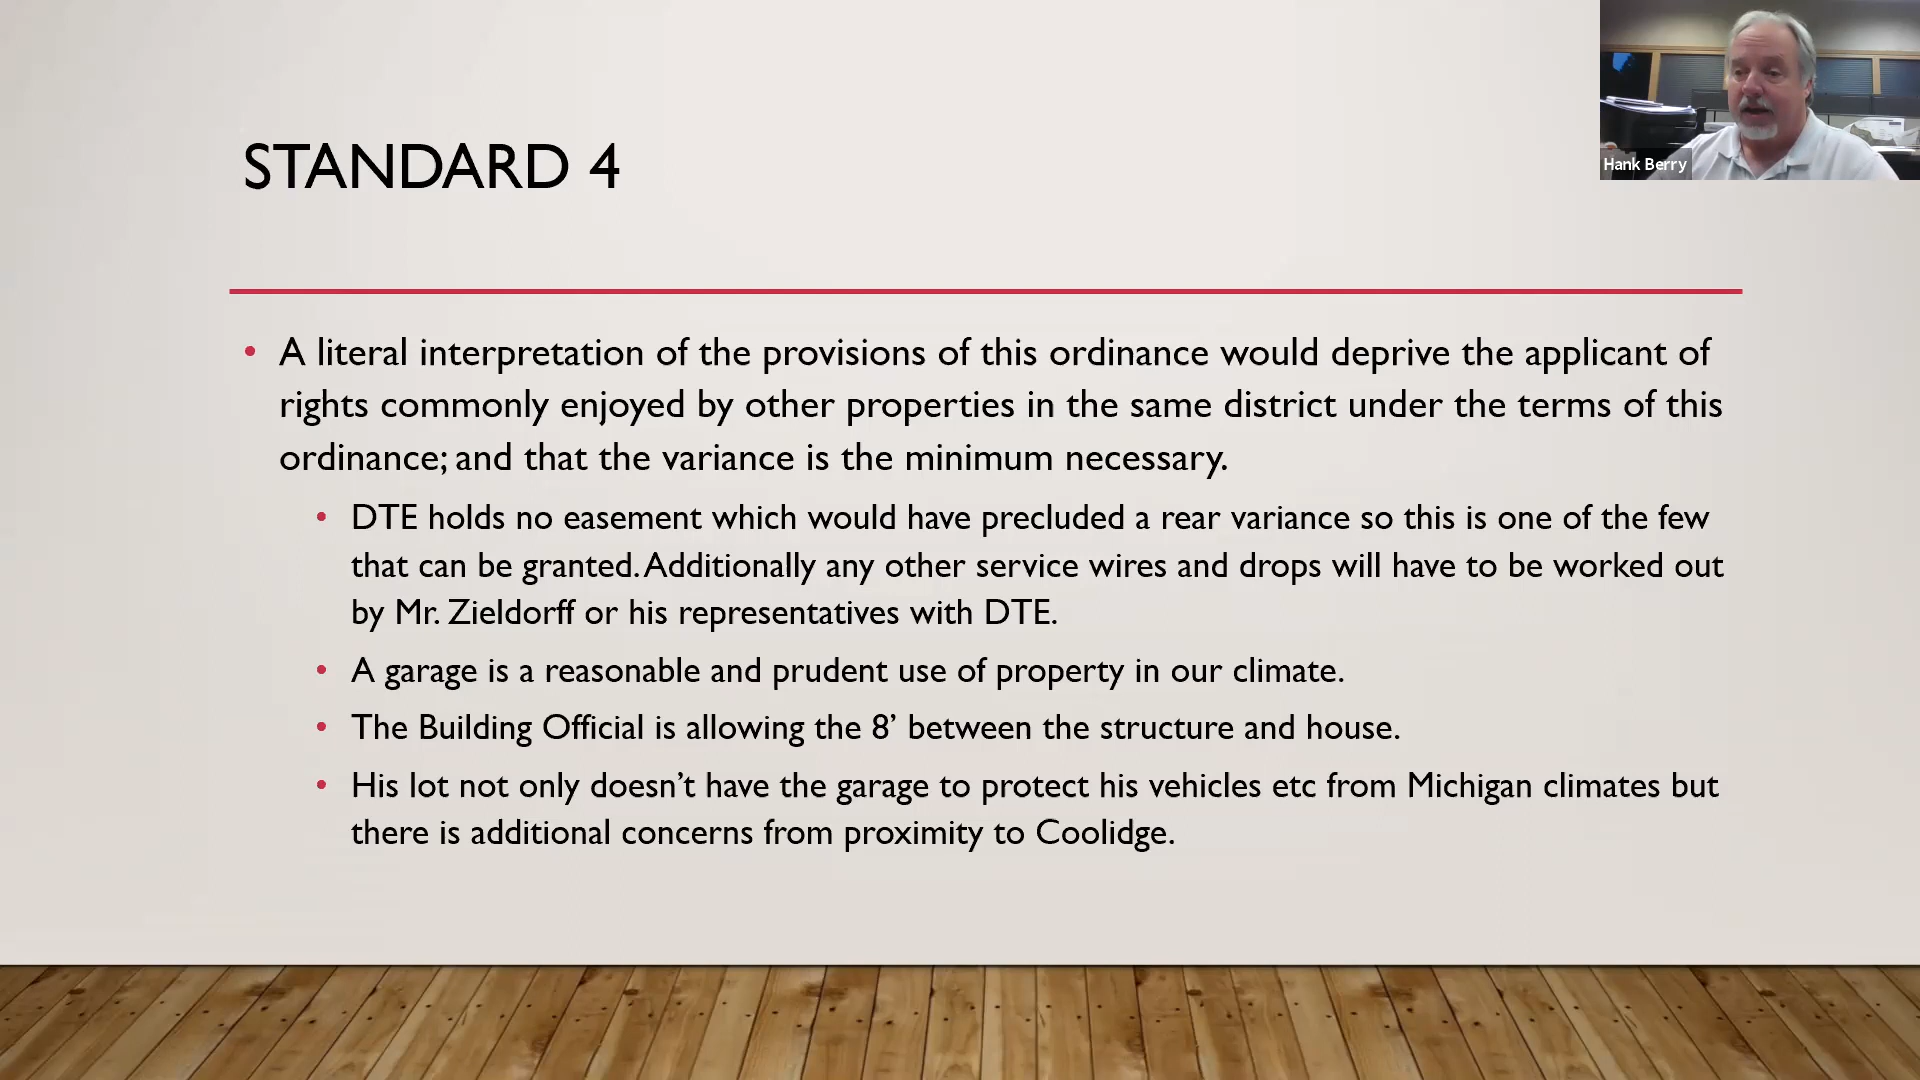 STANDARD 4
Hank Berry
• A literal interpretation of the provisions of this ordinance would deprive the applicant of
rights commonly enjoyed by other properties in the same district under the terms of this
ordinance; and that the variance is the minimum necessary.
• DTE holds no easement which would have precluded a rear variance so this is one of the few
that can be granted. Additionally any other service wires and drops will have to be worked out
by Mr. Zieldorff or his representatives with DTE.
• A garage is a reasonable and prudent use of property in our climate.
• The Building Official is allowing the 8’ between the structure and house.
• His lot not only doesn’t have the garage to protect his vehicles etc from Michigan climates but
there is additional concerns from proximity to Coolidge.